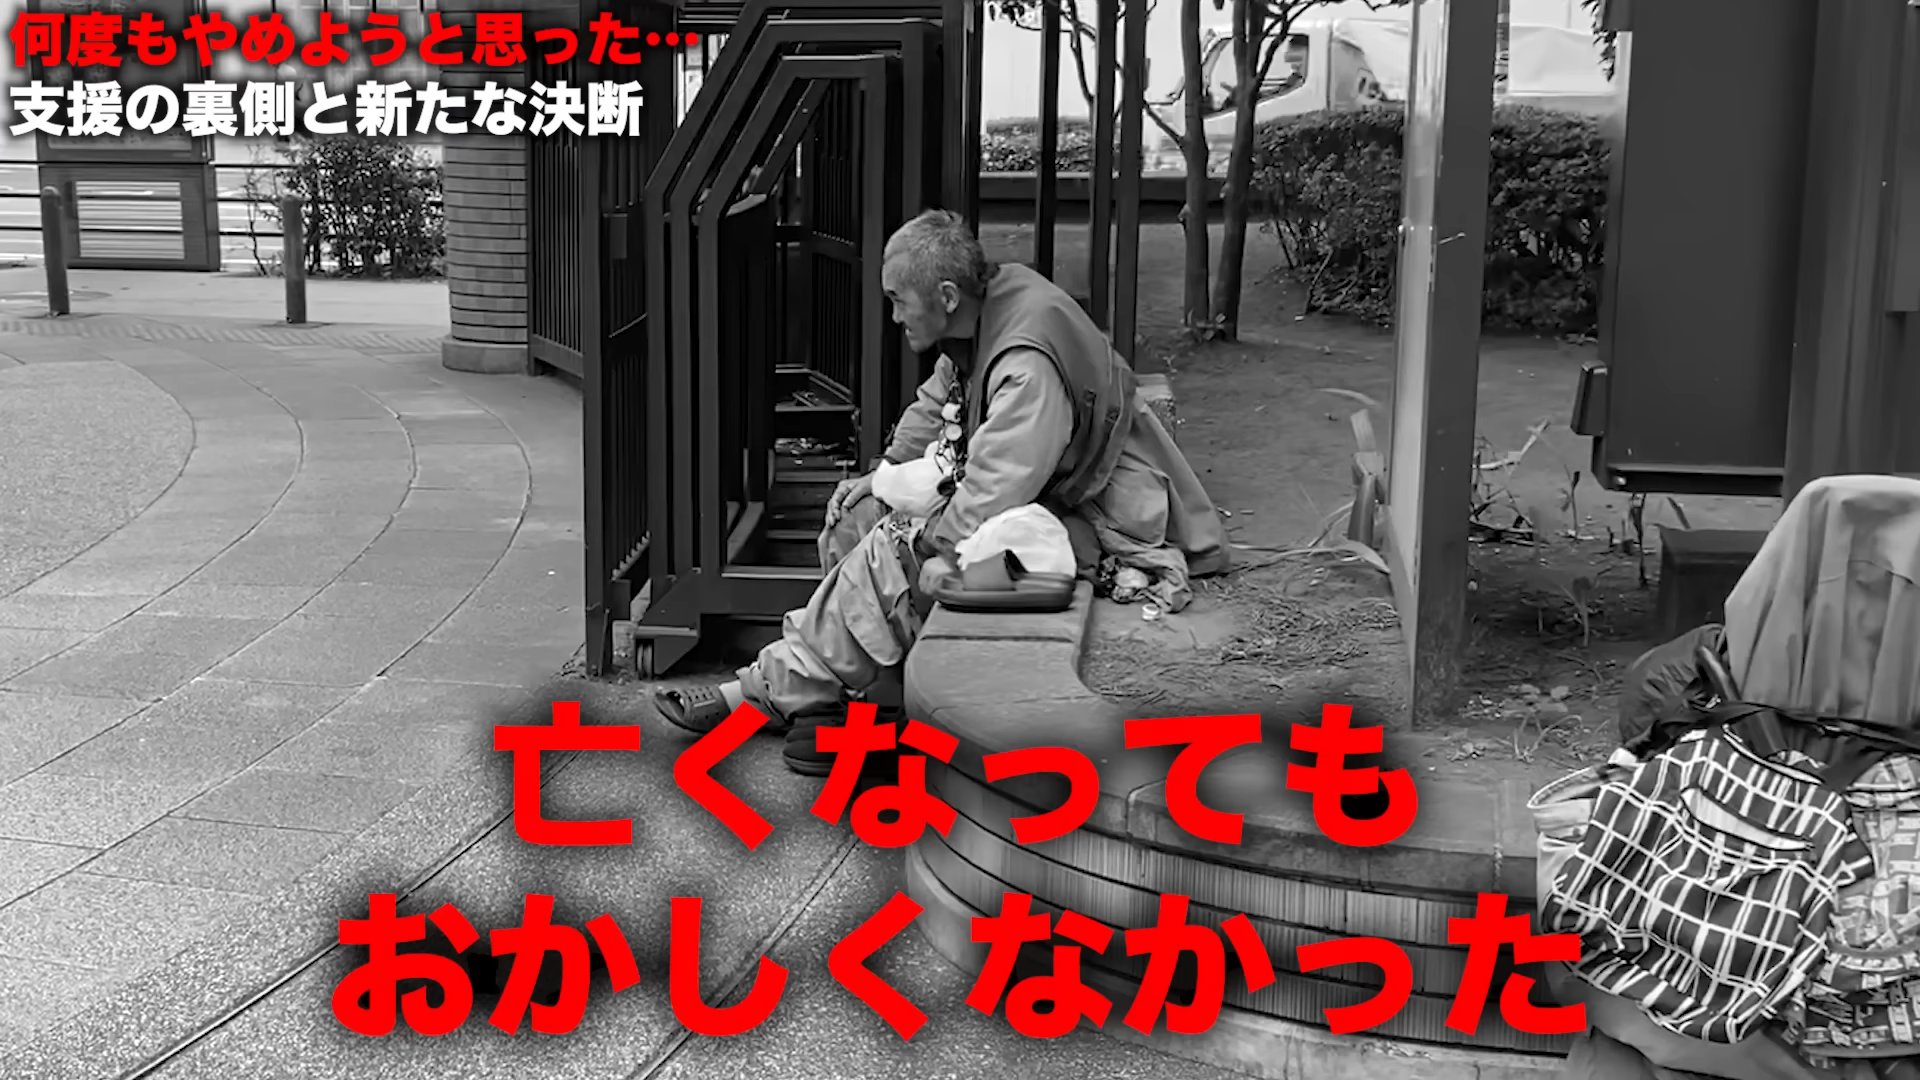 何度もやめようと思った…
支援の裏側と新たな決断
亡くなっても
おかしくなかった